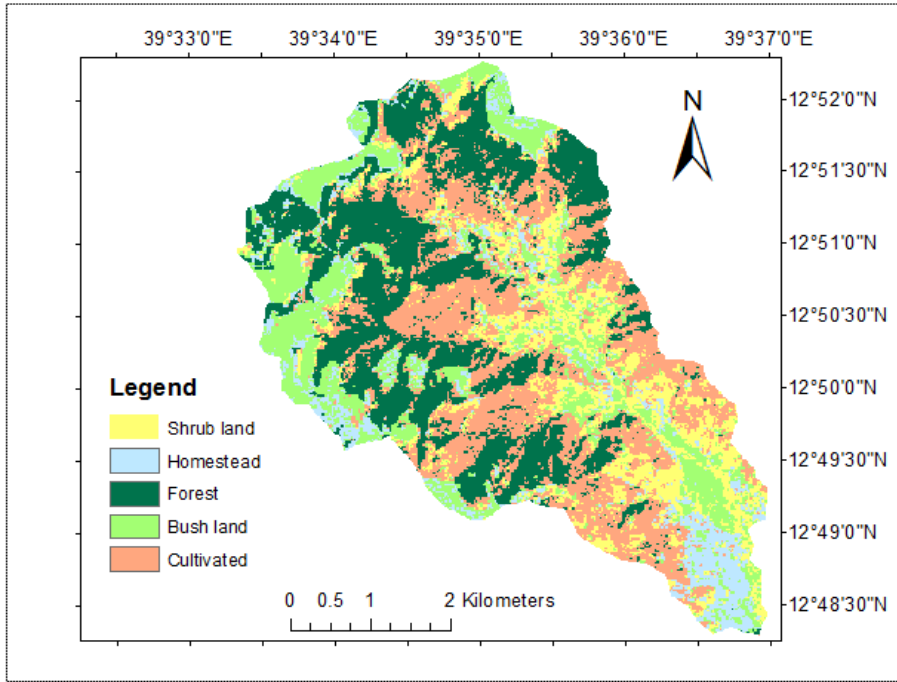 39°33'0"E 39°34'0"E 39°35'0"E 39°36'0"E 39°37'0"E
N
12°52'0"N
12°51'30"N
12°51'0"N
12°50'30"N
12°50'0"N
12°49'30"N
12°49'0"N
12°48'30"N
Legend
Shrub land
Homestead
Forest
Bush land
Cultivated
0 0.5 1 2 Kilometers